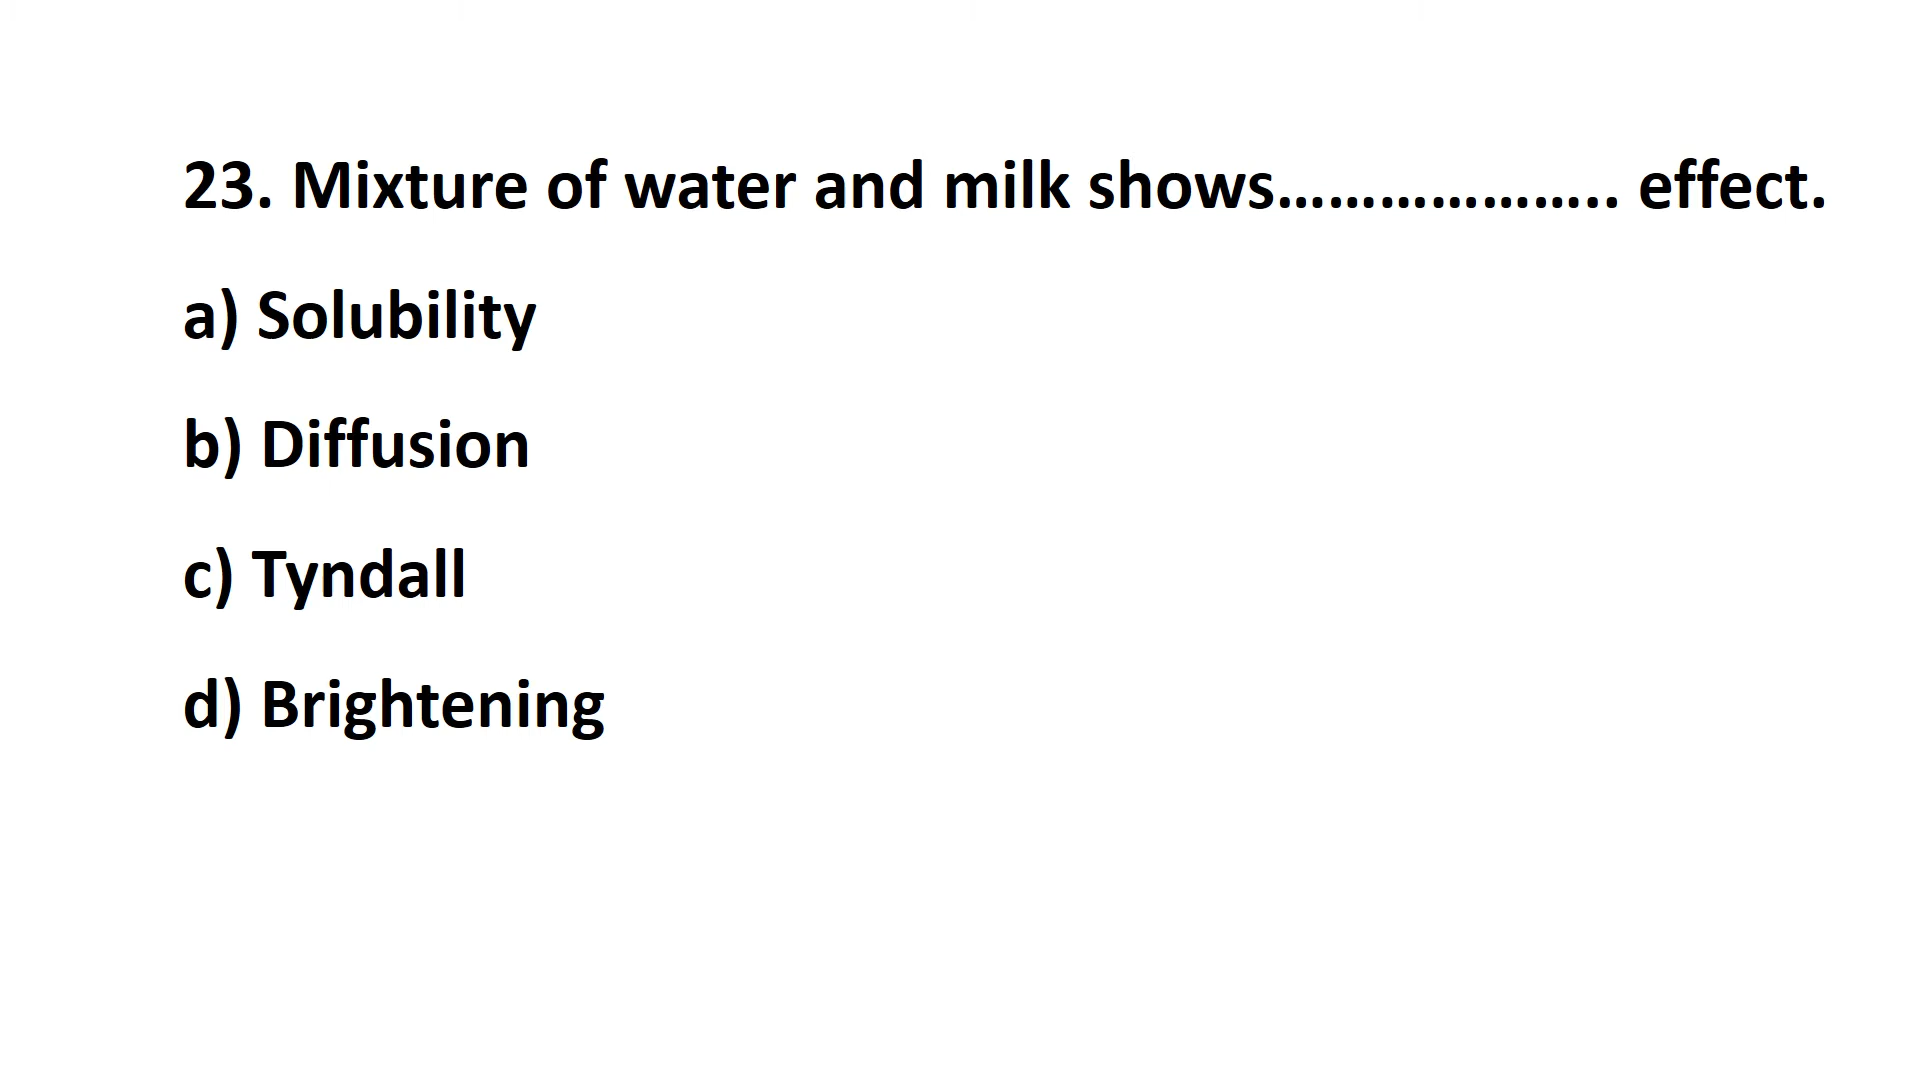 23. Mixture of water and milk shows……………….. effect.
a) Solubility
b) Diffusion
c) Tyndall
d) Brightening